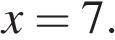 x = 7.